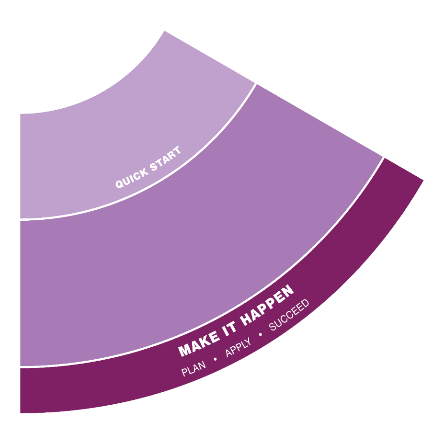 QUICK START
MAKE IT HAPPEN
PLAN • APPLY • SUCCEED